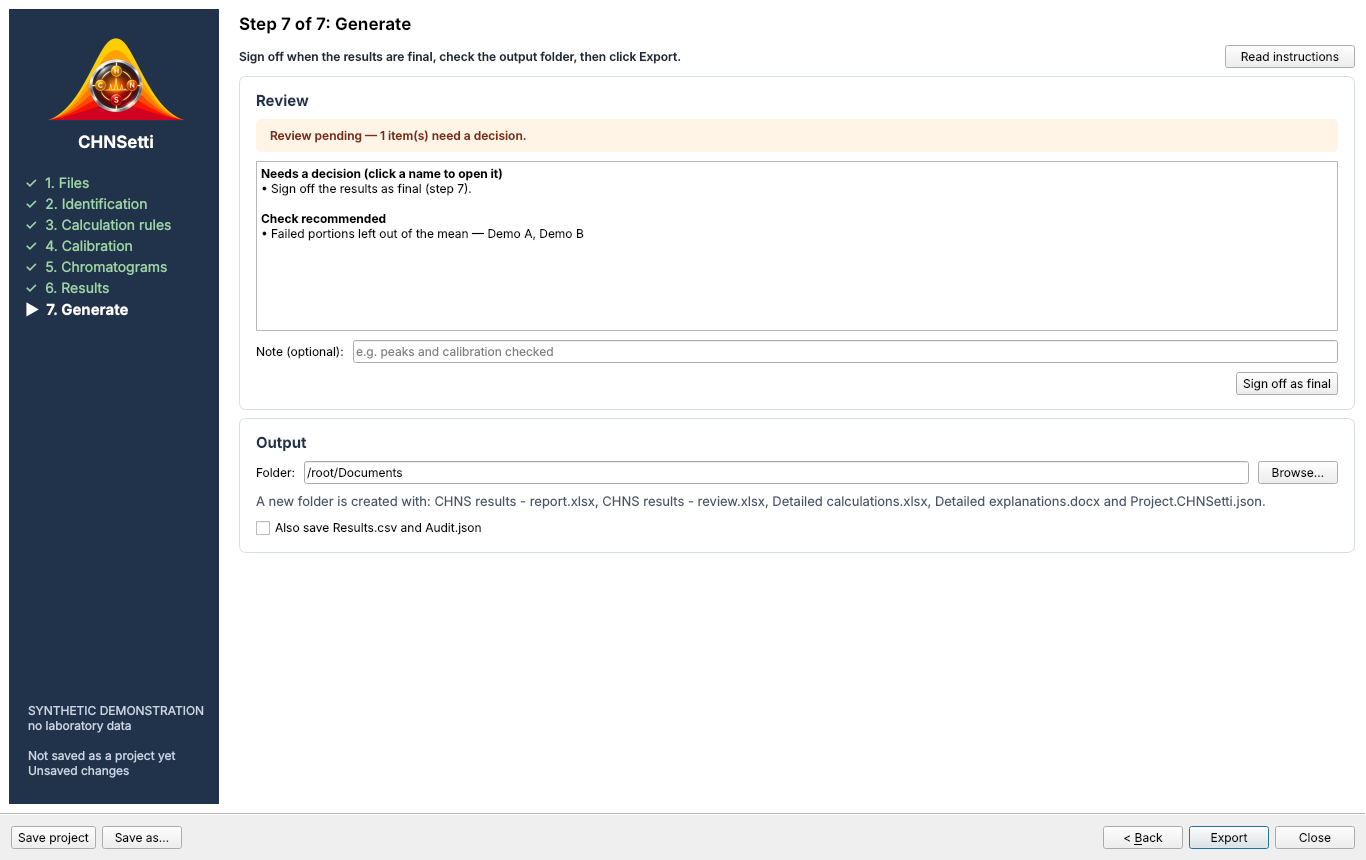 C
H
N
S
CHNSetti
✓ 1. Files
✓ 2. Identification
✓ 3. Calculation rules
✓ 4. Calibration
✓ 5. Chromatograms
✓ 6. Results
▶ 7. Generate
SYNTHETIC DEMONSTRATION
no laboratory data
Not saved as a project yet
Unsaved changes
Step 7 of 7: Generate
Sign off when the results are final, check the output folder, then click Export.
Read instructions
Review
Review pending — 1 item(s) need a decision.
Needs a decision (click a name to open it)
• Sign off the results as final (step 7).
Check recommended
• Failed portions left out of the mean — Demo A, Demo B
Note (optional): e.g. peaks and calibration checked
Sign off as final
Output
Folder: /root/Documents Browse...
A new folder is created with: CHNS results - report.xlsx, CHNS results - review.xlsx, Detailed calculations.xlsx, Detailed explanations.docx and Project.CHNSetti.json.
Also save Results.csv and Audit.json
Save project Save as... < Back Export Close